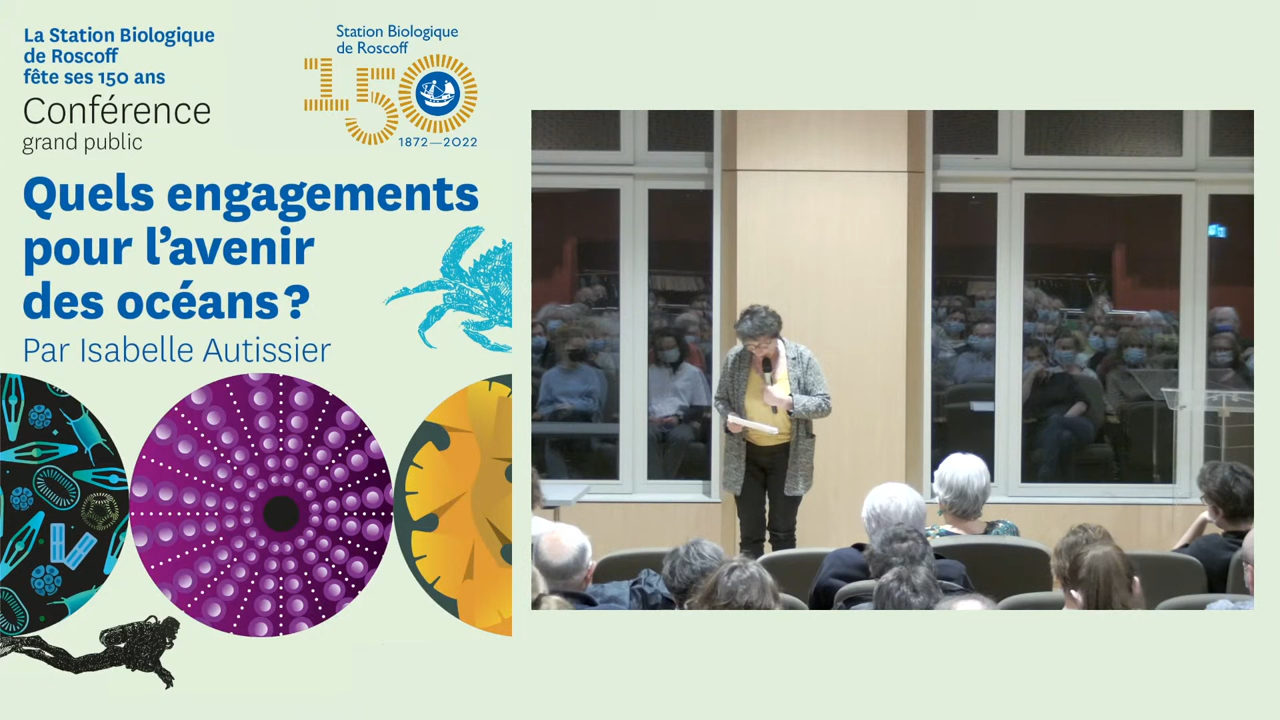 La Station Biologique
de Roscoff
fête ses 150 ans
Conférence
grand public
Station Biologique
de Roscoff
150
1872—2022
Quels engagements
pour l'avenir
des océans ?
Par Isabelle Autissier